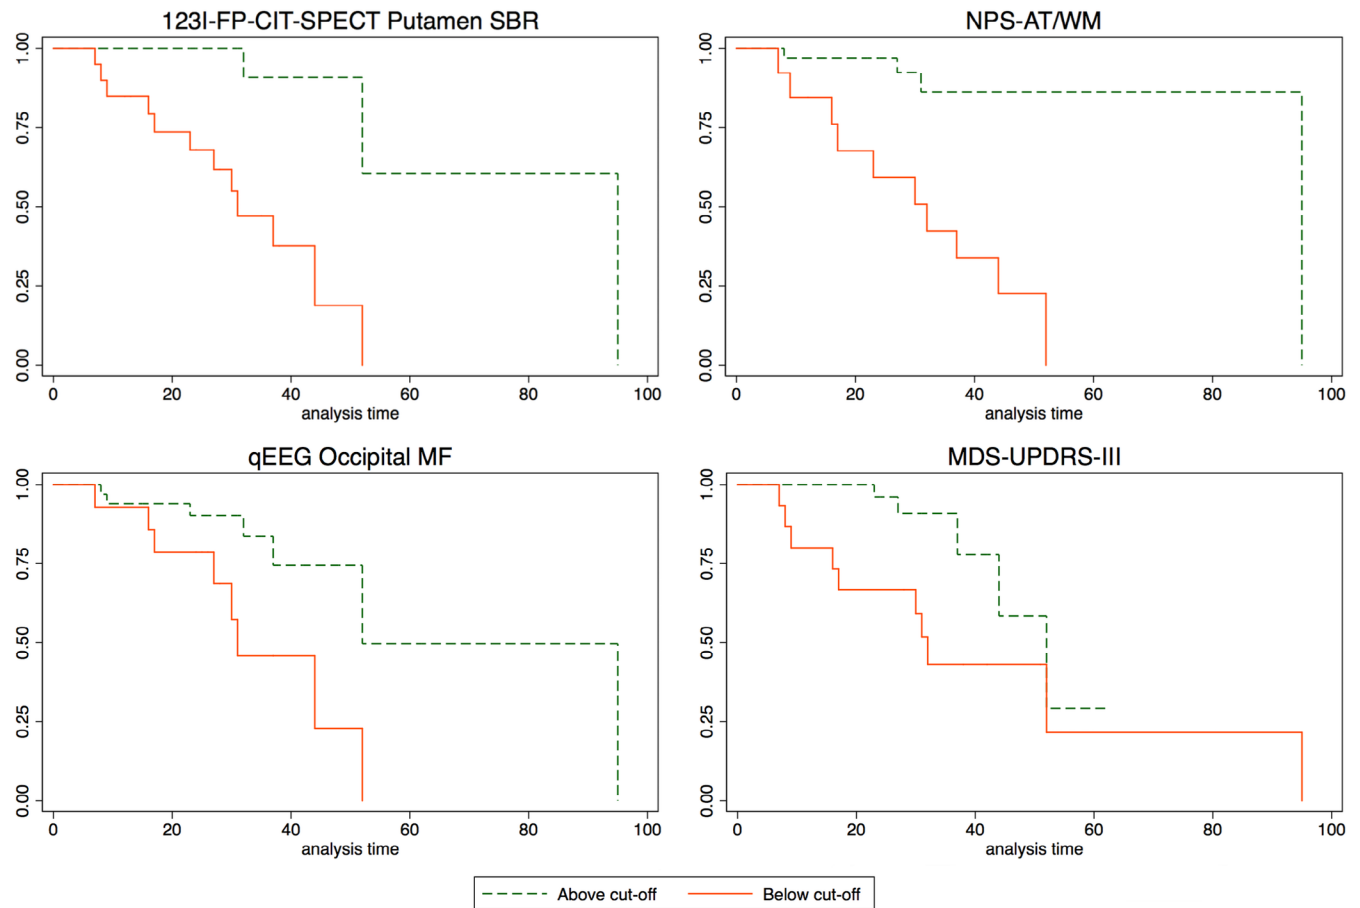 123I-FP-CIT-SPECT Putamen SBR
1.00
0.75
0.50
0.25
0.00
0 20 40 60 80 100
analysis time
NPS-AT/WM
1.00
0.75
0.50
0.25
0.00
0 20 40 60 80 100
analysis time
qEEG Occipital MF
1.00
0.75
0.50
0.25
0.00
0 20 40 60 80 100
analysis time
MDS-UPDRS-III
1.00
0.75
0.50
0.25
0.00
0 20 40 60 80 100
analysis time
Above cut-off Below cut-off